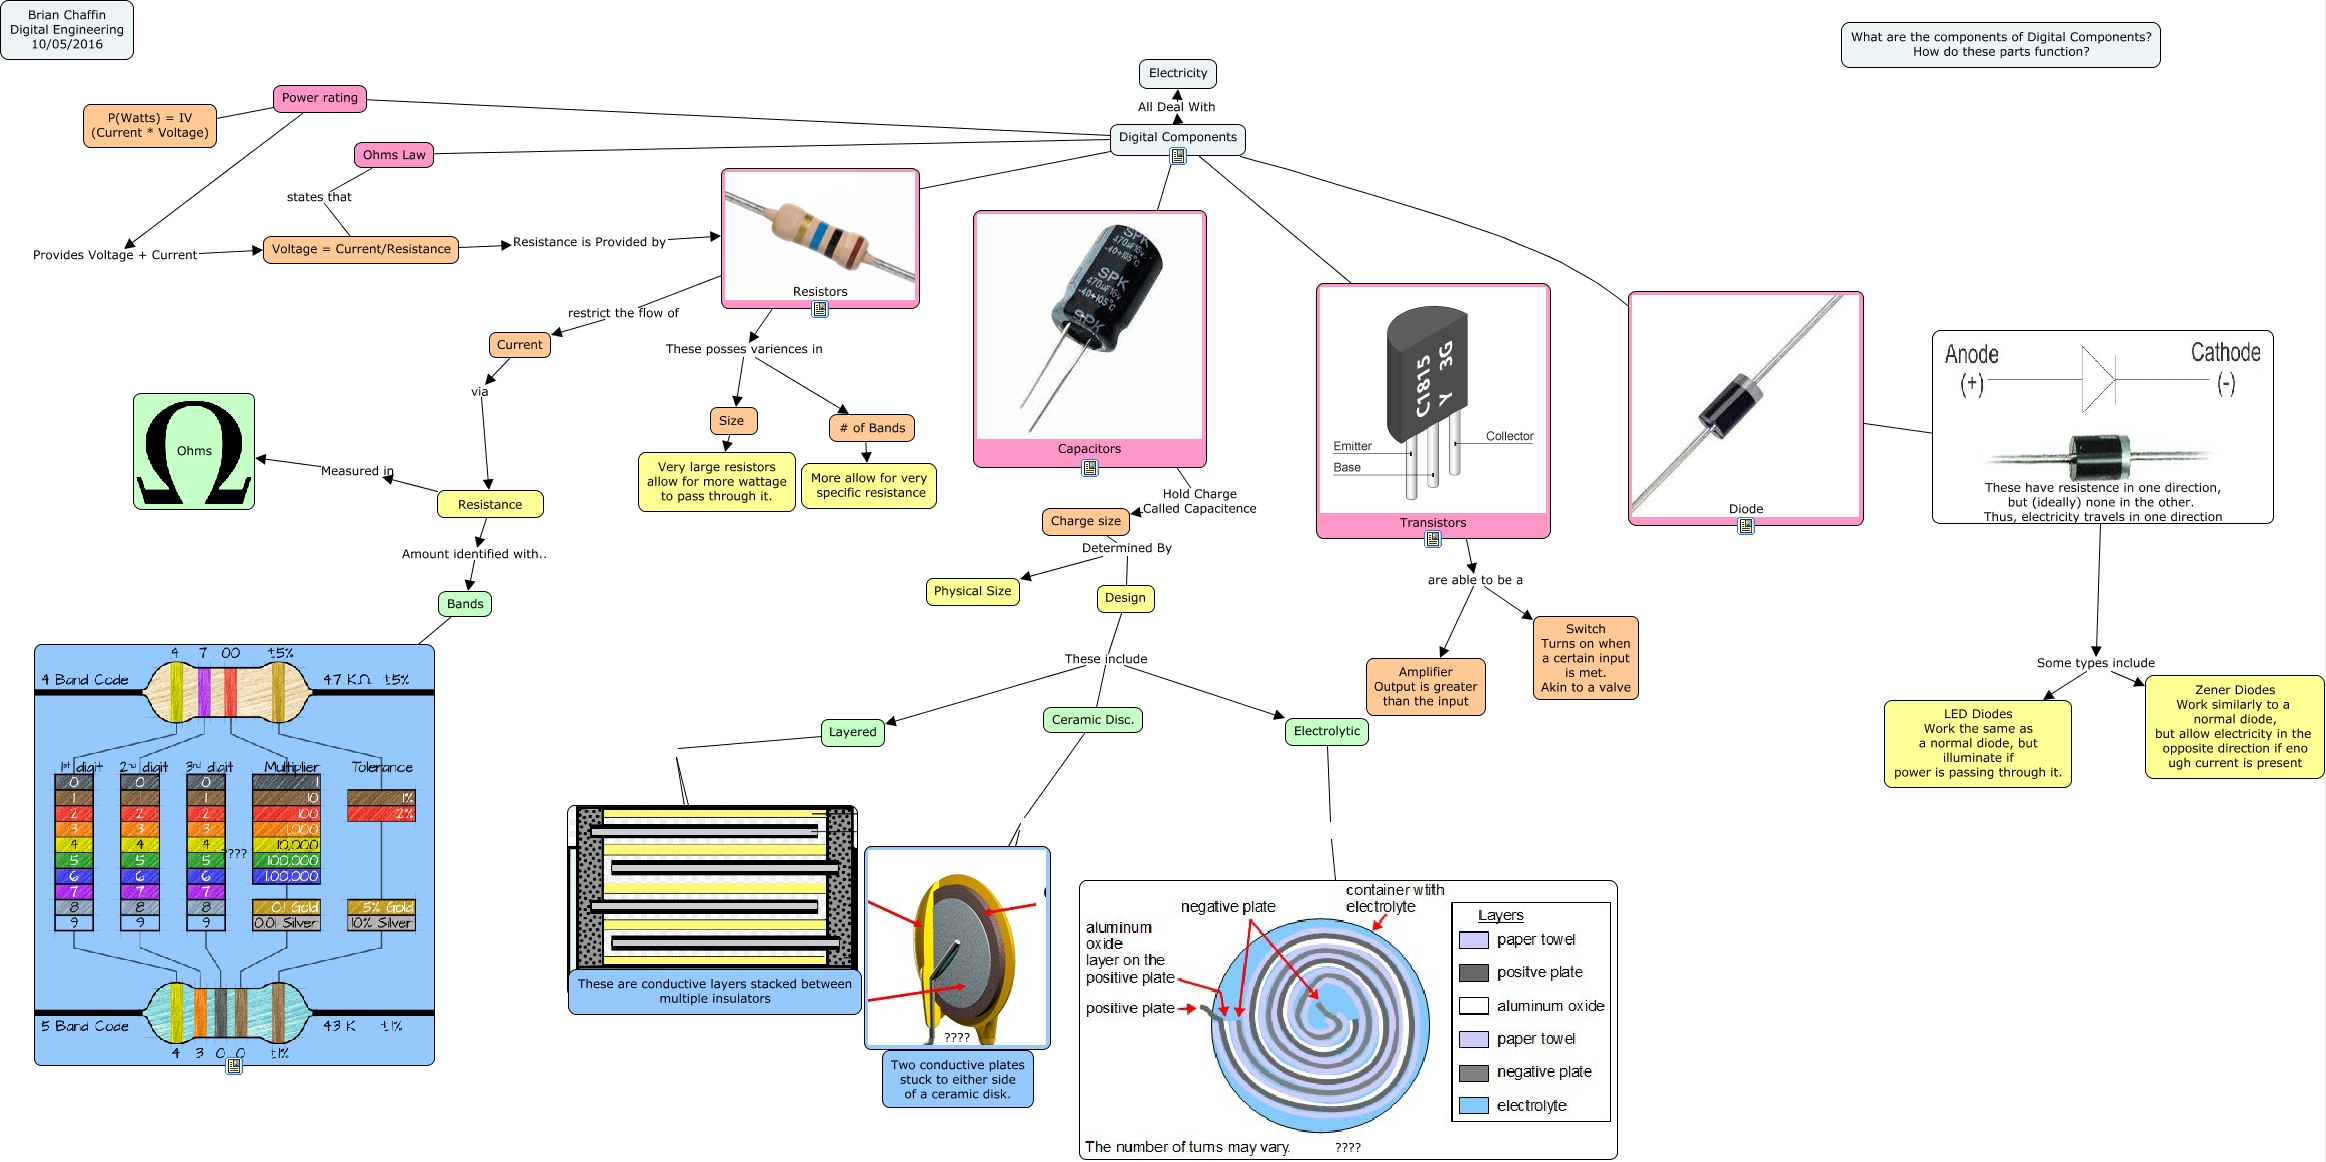 Brian Chaffin
Digital Engineering
10/05/2016
What are the components of Digital Components?
How do these parts function?
Electricity
All Deal With
Digital Components
Power rating
P(Watts) = IV
(Current * Voltage)
Ohms Law
states that
Provides Voltage + Current
Voltage = Current/Resistance
Resistance is Provided by
Resistors
restrict the flow of
Current
via
These posses variences in
Size
# of Bands
Very large resistors
allow for more wattage
to pass through it.
More allow for very
specific resistance
Ohms
Measured in
Resistance
Amount identified with..
Bands
4 7 00 ±5%
4 Band Code
47 KΩ ±5%
1st digit
2nd digit
3rd digit
Multiplier
Tolerance
0 0 0 1
1 1 1 10 1%
2 2 2 100 2%
3 3 3 1,000
4 4 4 10,000
????
5 5 5 100,000
6 6 6 1,00,000
7 7 7
8 8 8 0.1 Gold 5% Gold
9 9 9 0.01 Silver 10% Silver
5 Band Code
43 K ±1%
4 3 0 0 ±1%
SPK
470µF16v
-40+105°C
SPK
470µF16v
-40+105°C
SPK
Capacitors
Hold Charge
Called Capacitence
Charge size
Determined By
Physical Size
Design
These include
Layered
Ceramic Disc.
Electrolytic
These are conductive layers stacked between
multiple insulators
????
Two conductive plates
stuck to either side
of a ceramic disk.
container wtith
electrolyte
negative plate
aluminum
oxide
layer on the
positive plate
positive plate
Layers
paper towel
positive plate
aluminum oxide
paper towel
negative plate
electrolyte
The number of turns may vary.
????
C1815
Y 3G
Emitter
Base
Collector
Transistors
are able to be a
Amplifier
Output is greater
than the input
Switch
Turns on when
a certain input
is met.
Akin to a valve
Diode
Anode
(+)
Cathode
(-)
These have resistence in one direction,
but (ideally) none in the other.
Thus, electricity travels in one direction
Some types include
LED Diodes
Work the same as
a normal diode, but
illuminate if
power is passing through it.
Zener Diodes
Work similarly to a
normal diode,
but allow electricity in the
opposite direction if eno
ugh current is present